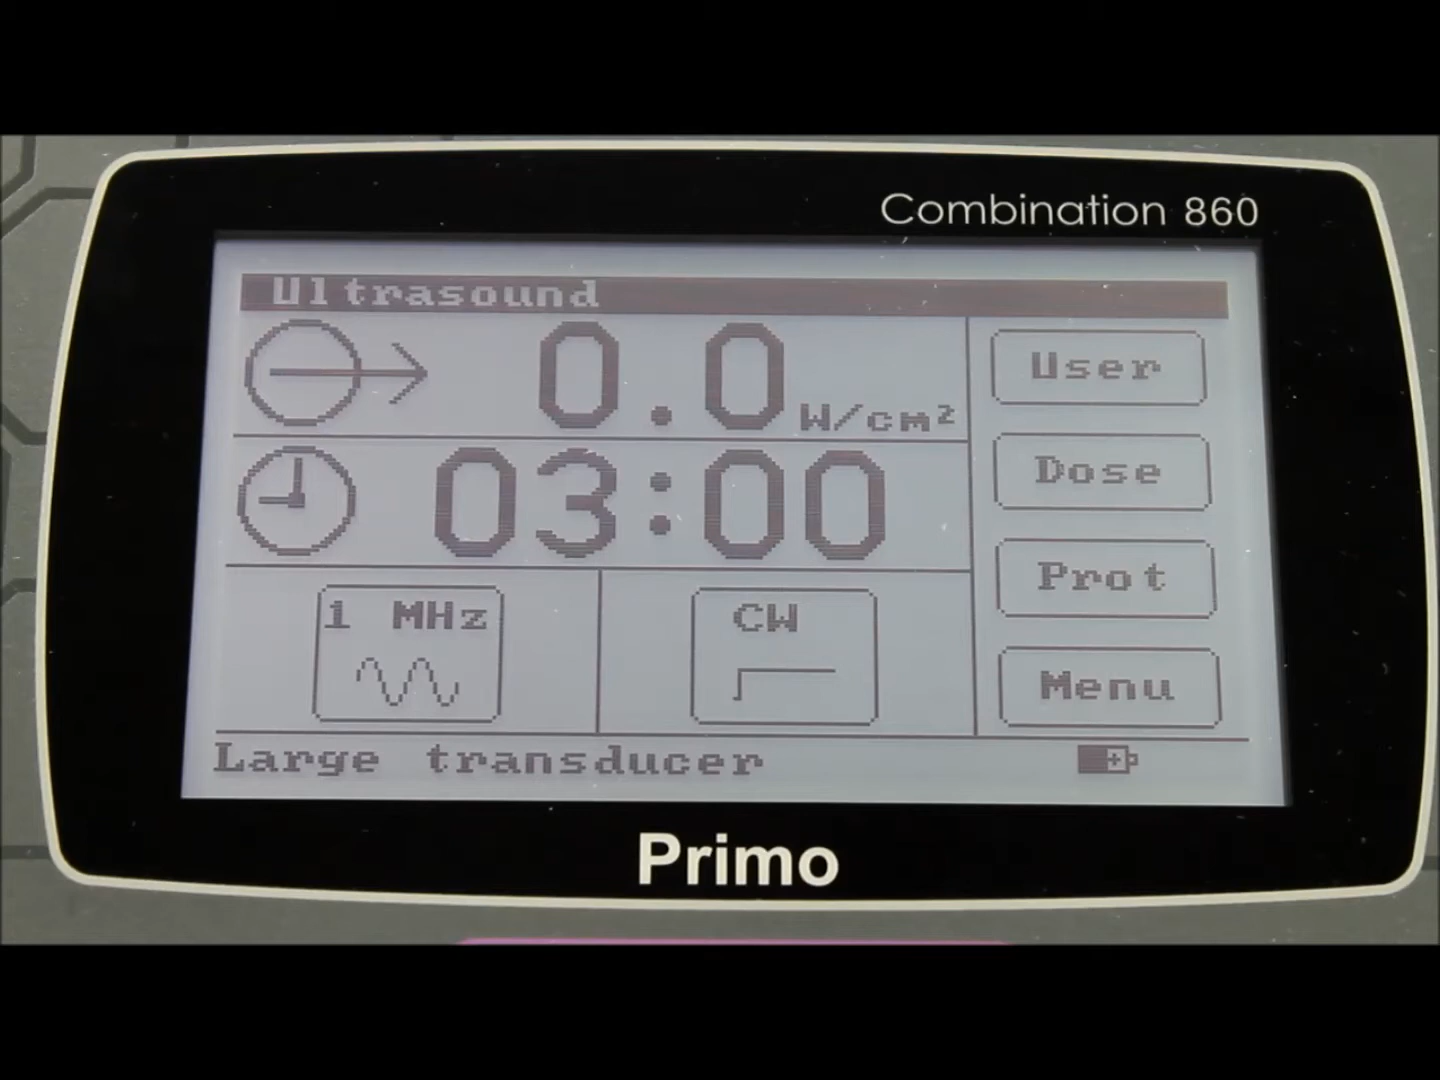 Combination 860
Ultrasound
0.0 W/cm²
User
03:00
Dose
1 MHz
CW
Prot
Menu
Large transducer
Primo